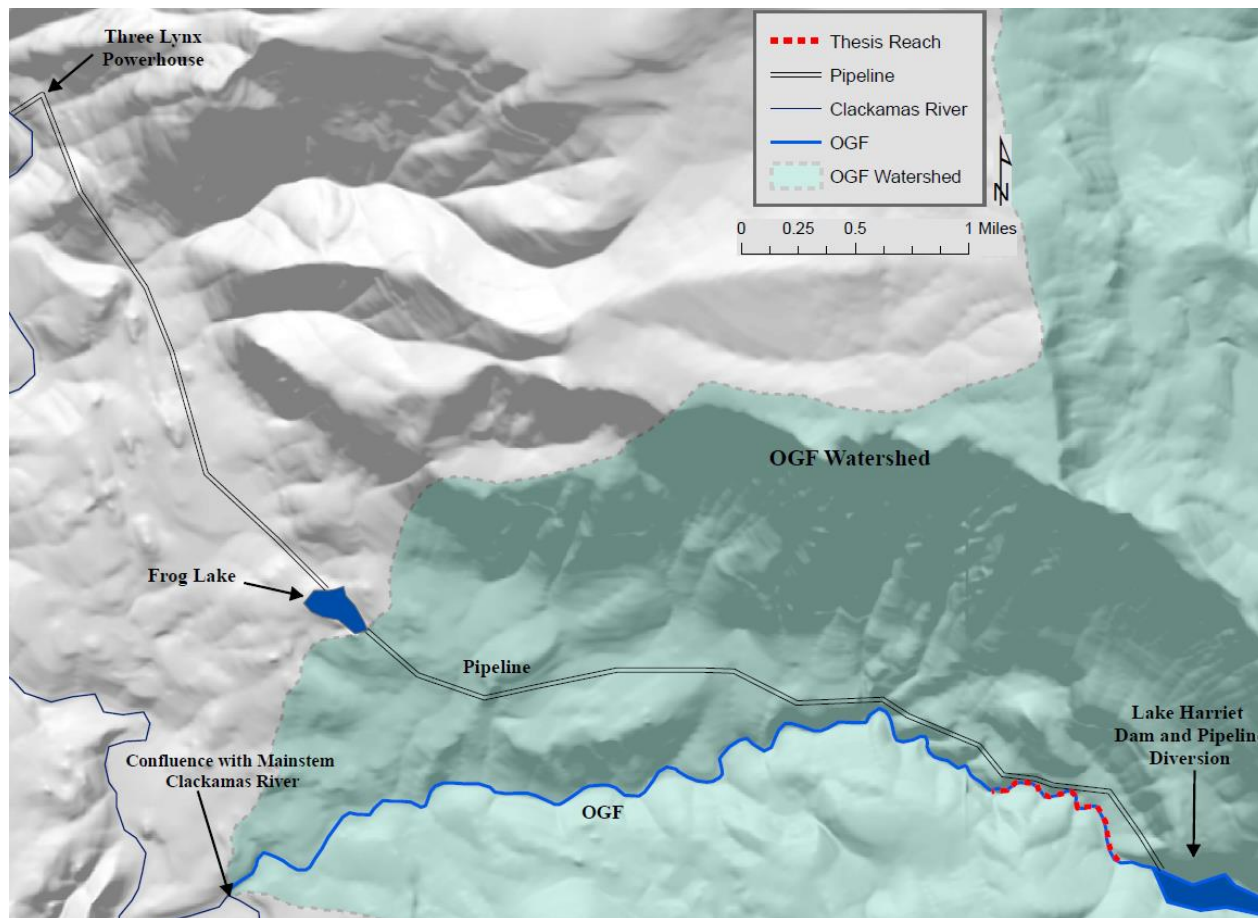 Three Lynx
Powerhouse
Thesis Reach
Pipeline
Clackamas River
OGF
OGF Watershed
N
0 0.25 0.5 1 Miles
OGF Watershed
Frog Lake
Pipeline
Lake Harriet
Dam and Pipeline
Diversion
Confluence with Mainstem
Clackamas River
OGF